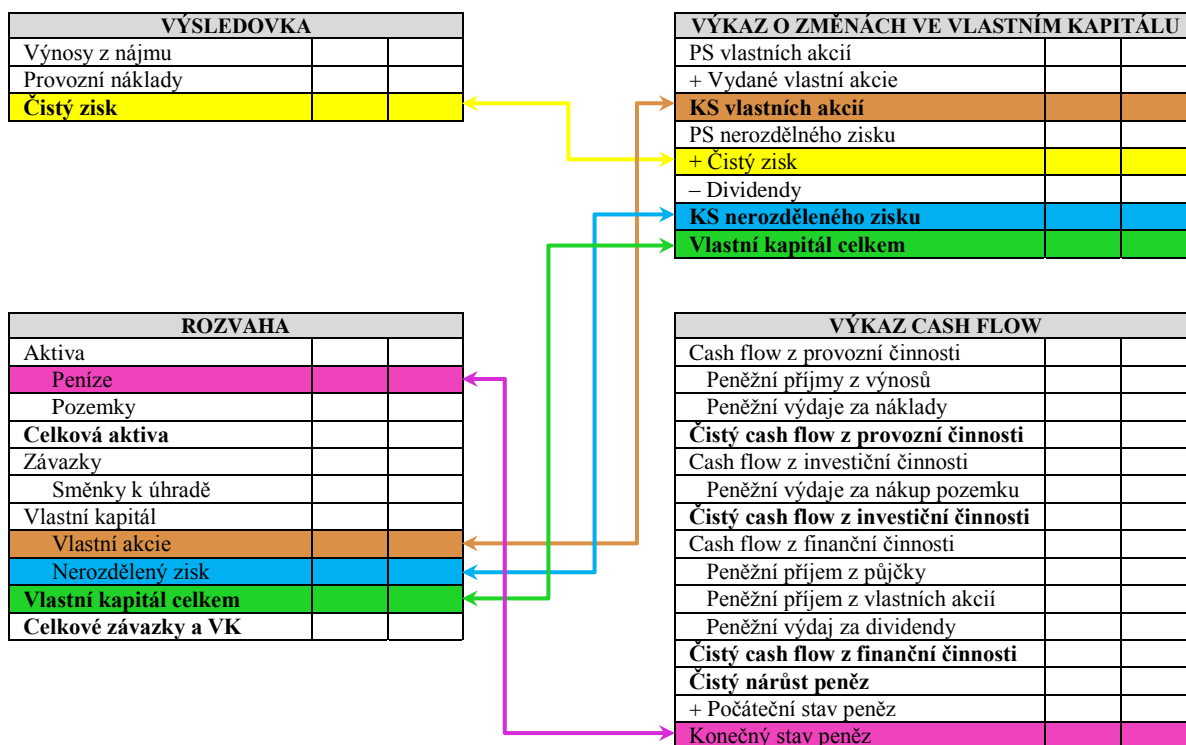 VÝSLEDOVKA
Výnosy z nájmu
Provozní náklady
Čistý zisk
VÝKAZ O ZMĚNÁCH VE VLASTNÍM KAPITÁLU
PS vlastních akcií
+ Vydané vlastní akcie
KS vlastních akcií
PS nerozdělného zisku
+ Čistý zisk
– Dividendy
KS nerozděleného zisku
Vlastní kapitál celkem
ROZVAHA
Aktiva
Peníze
Pozemky
Celková aktiva
Závazky
Směnky k úhradě
Vlastní kapitál
Vlastní akcie
Nerozdělený zisk
Vlastní kapitál celkem
Celkové závazky a VK
VÝKAZ CASH FLOW
Cash flow z provozní činnosti
Peněžní příjmy z výnosů
Peněžní výdaje za náklady
Čistý cash flow z provozní činnosti
Cash flow z investiční činnosti
Peněžní výdaje za nákup pozemku
Čistý cash flow z investiční činnosti
Cash flow z finanční činnosti
Peněžní příjem z půjčky
Peněžní příjem z vlastních akcií
Peněžní výdaj za dividendy
Čistý cash flow z finanční činnosti
Čistý nárůst peněz
+ Počáteční stav peněz
Konečný stav peněz